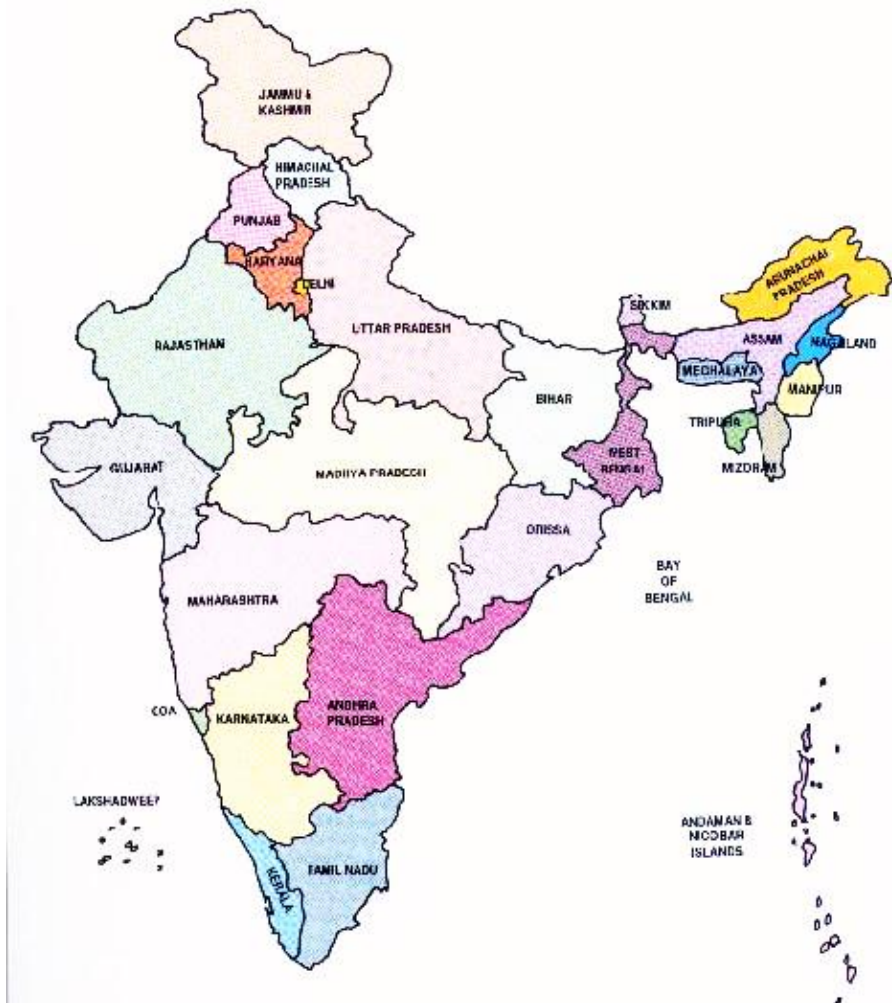 JAMMU &
KASHMIR
HIMACHAL
PRADESH
PUNJAB
HARYANA
DELHI
ARUNACHAL
PRADESH
SIKKIM
UTTAR PRADESH
RAJASTHAN
ASSAM
NAGALAND
MEGHALAYA
MANIPUR
BIHAR
TRIPURA
WEST
BENGAL
MIZORAM
GUJARAT
MADHYA PRADESH
ORISSA
BAY
OF
BENGAL
MAHARASHTRA
GOA
KARNATAKA
ANDHRA
PRADESH
LAKSHADWEEP
ANDAMAN &
NICOBAR
ISLANDS
TAMIL NADU
KERALA